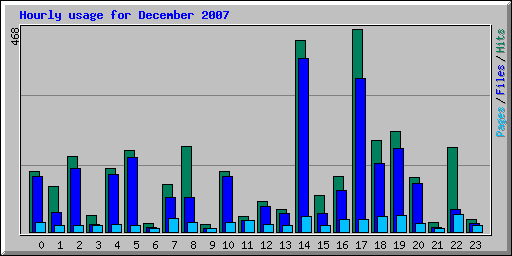 Hourly usage for December 2007
468
Pages/Files/Hits
0 1 2 3 4 5 6 7 8 9 10 11 12 13 14 15 16 17 18 19 20 21 22 23